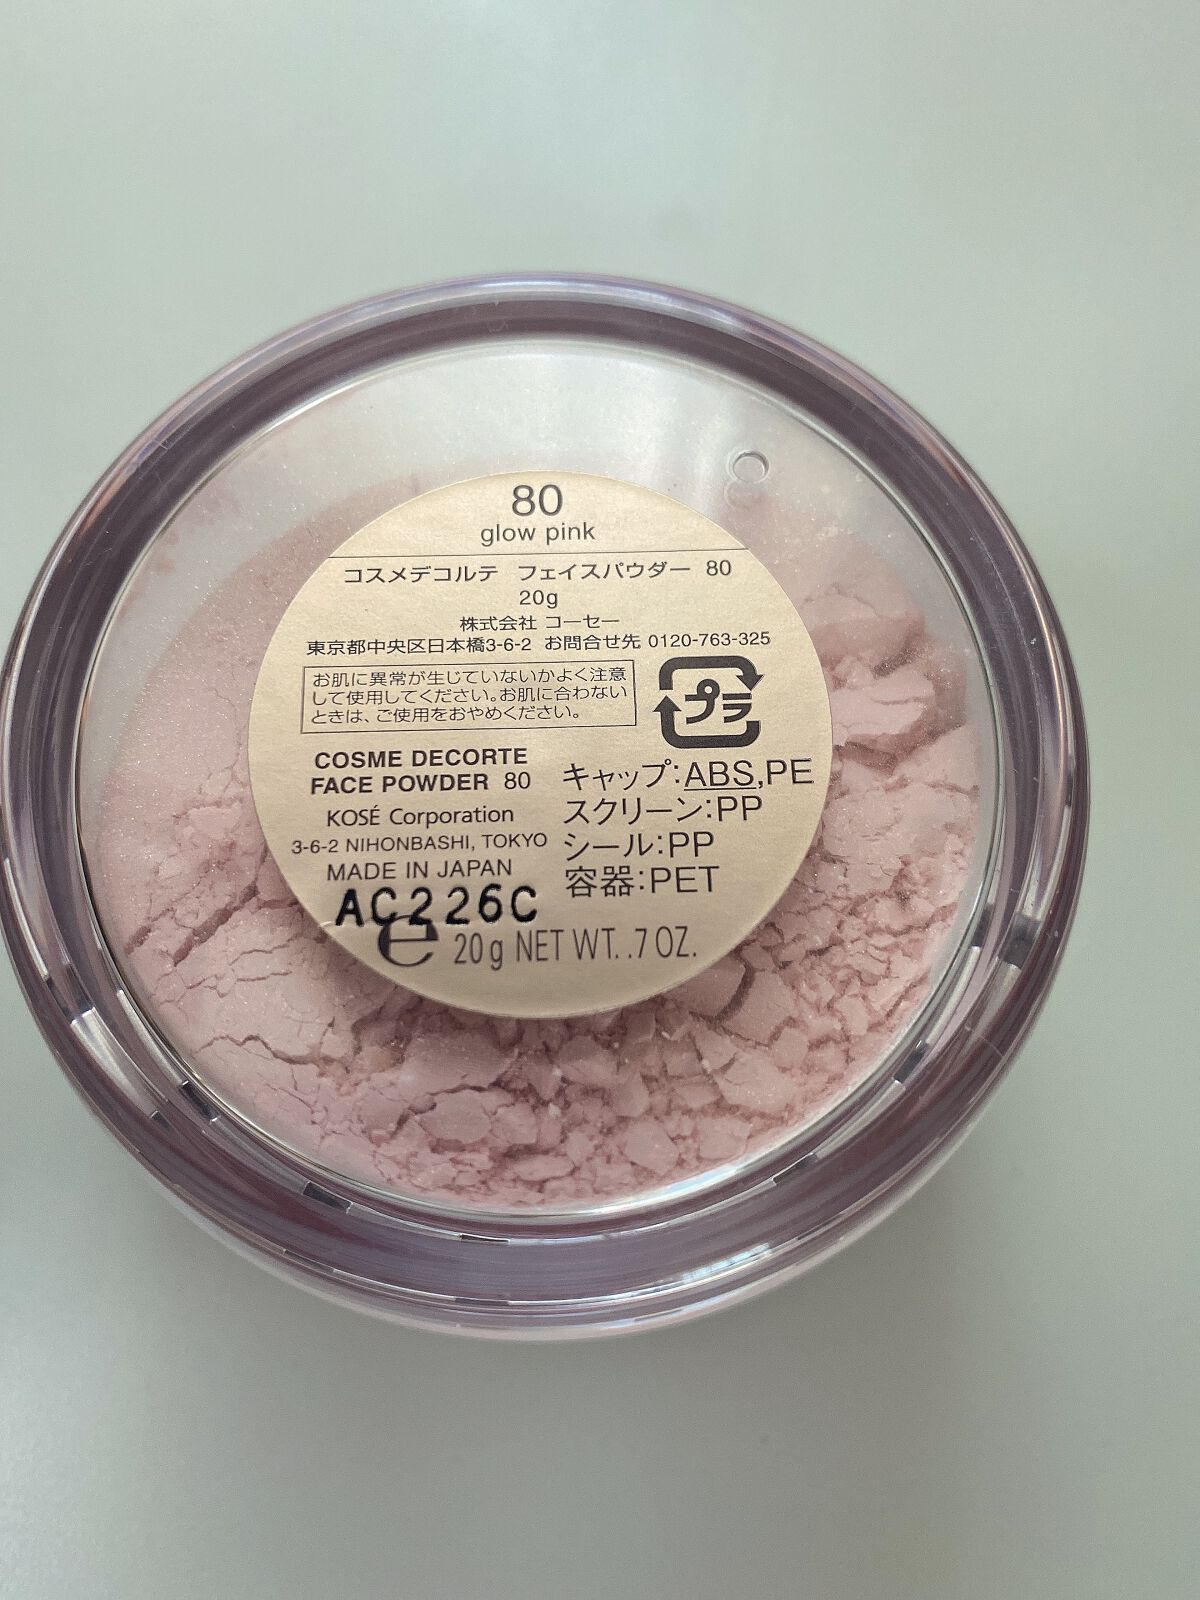 80
glow pink
コスメデコルテ フェイスパウダー 80
20g
株式会社 コーセー
東京都中央区日本橋3-6-2 お問合せ先 0120-763-325
お肌に異常が生じていないかよく注意
して使用してください。お肌に合わない
ときは、ご使用をおやめください。
プラ
COSME DECORTE
FACE POWDER 80
KOSÉ Corporation
3-6-2 NIHONBASHI, TOKYO
MADE IN JAPAN
AC226C
キャップ:ABS,PE
スクリーン:PP
シール:PP
容器:PET
e 20g NET WT. .7 OZ.